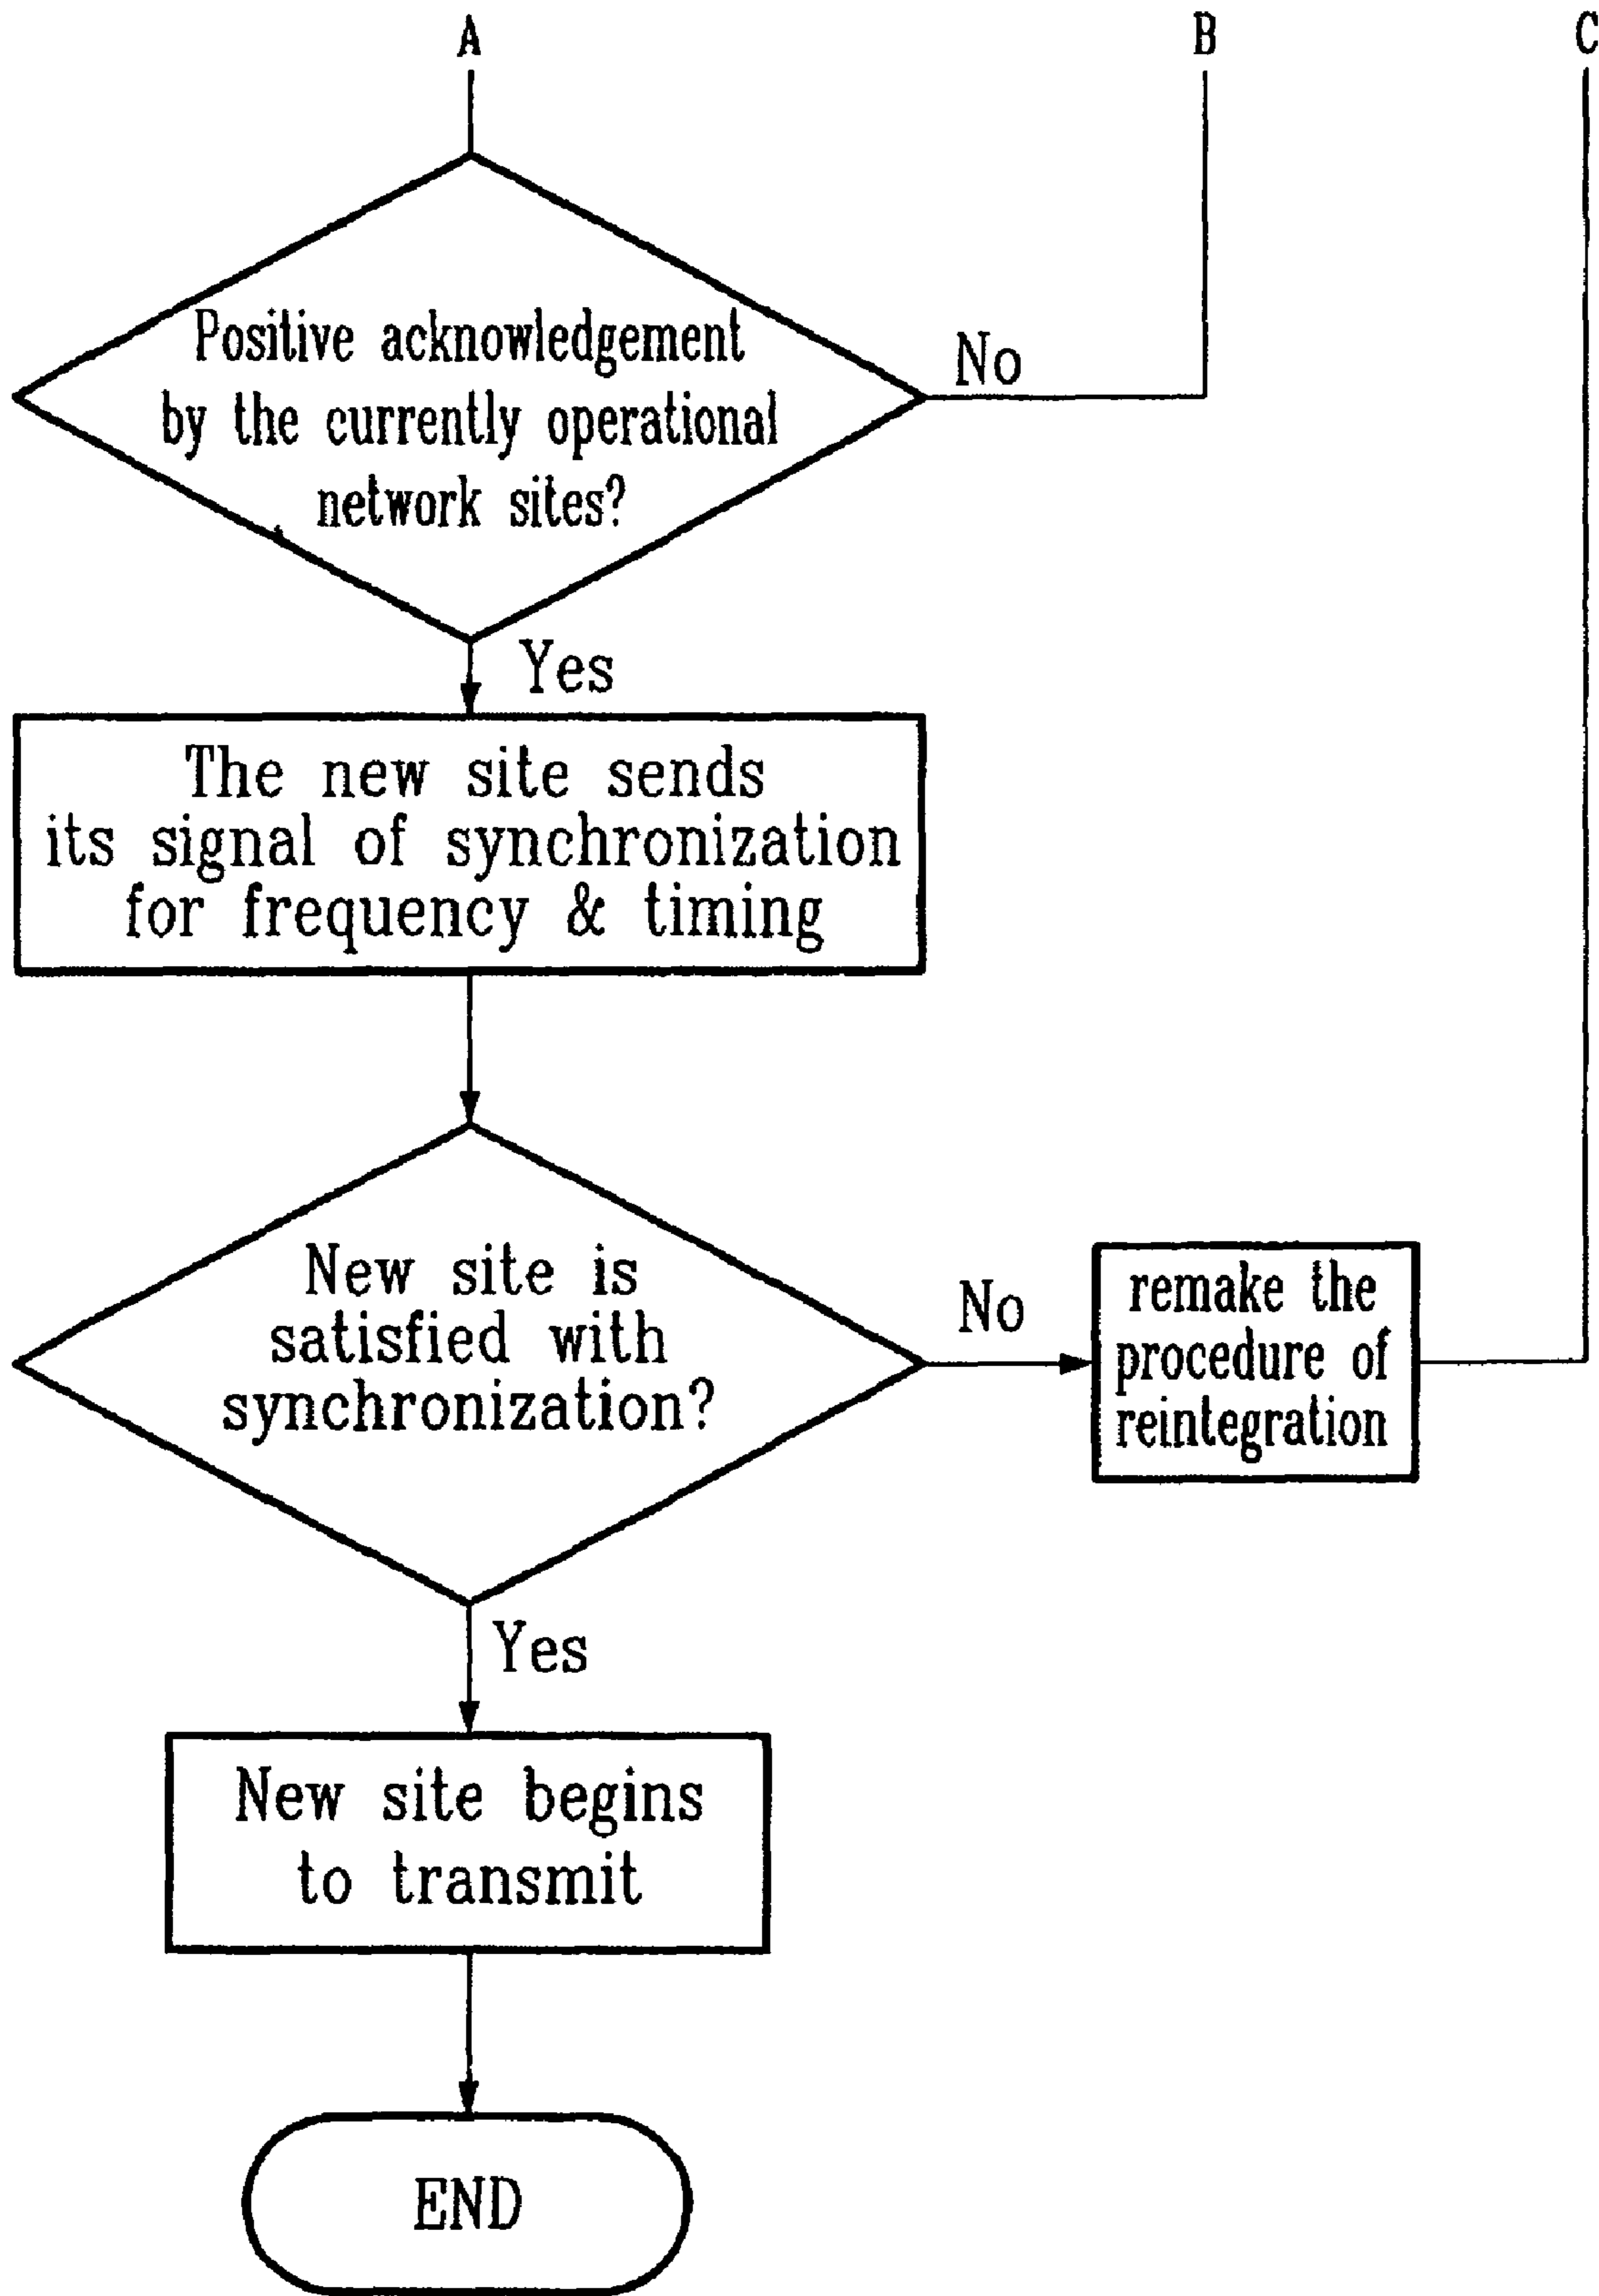 A
B
C
Positive acknowledgement
by the currently operational
network sites?
No
Yes
The new site sends
its signal of synchronization
for frequency & timing
New site is
satisfied with
synchronization?
No
remake the
procedure of
reintegration
Yes
New site begins
to transmit
END